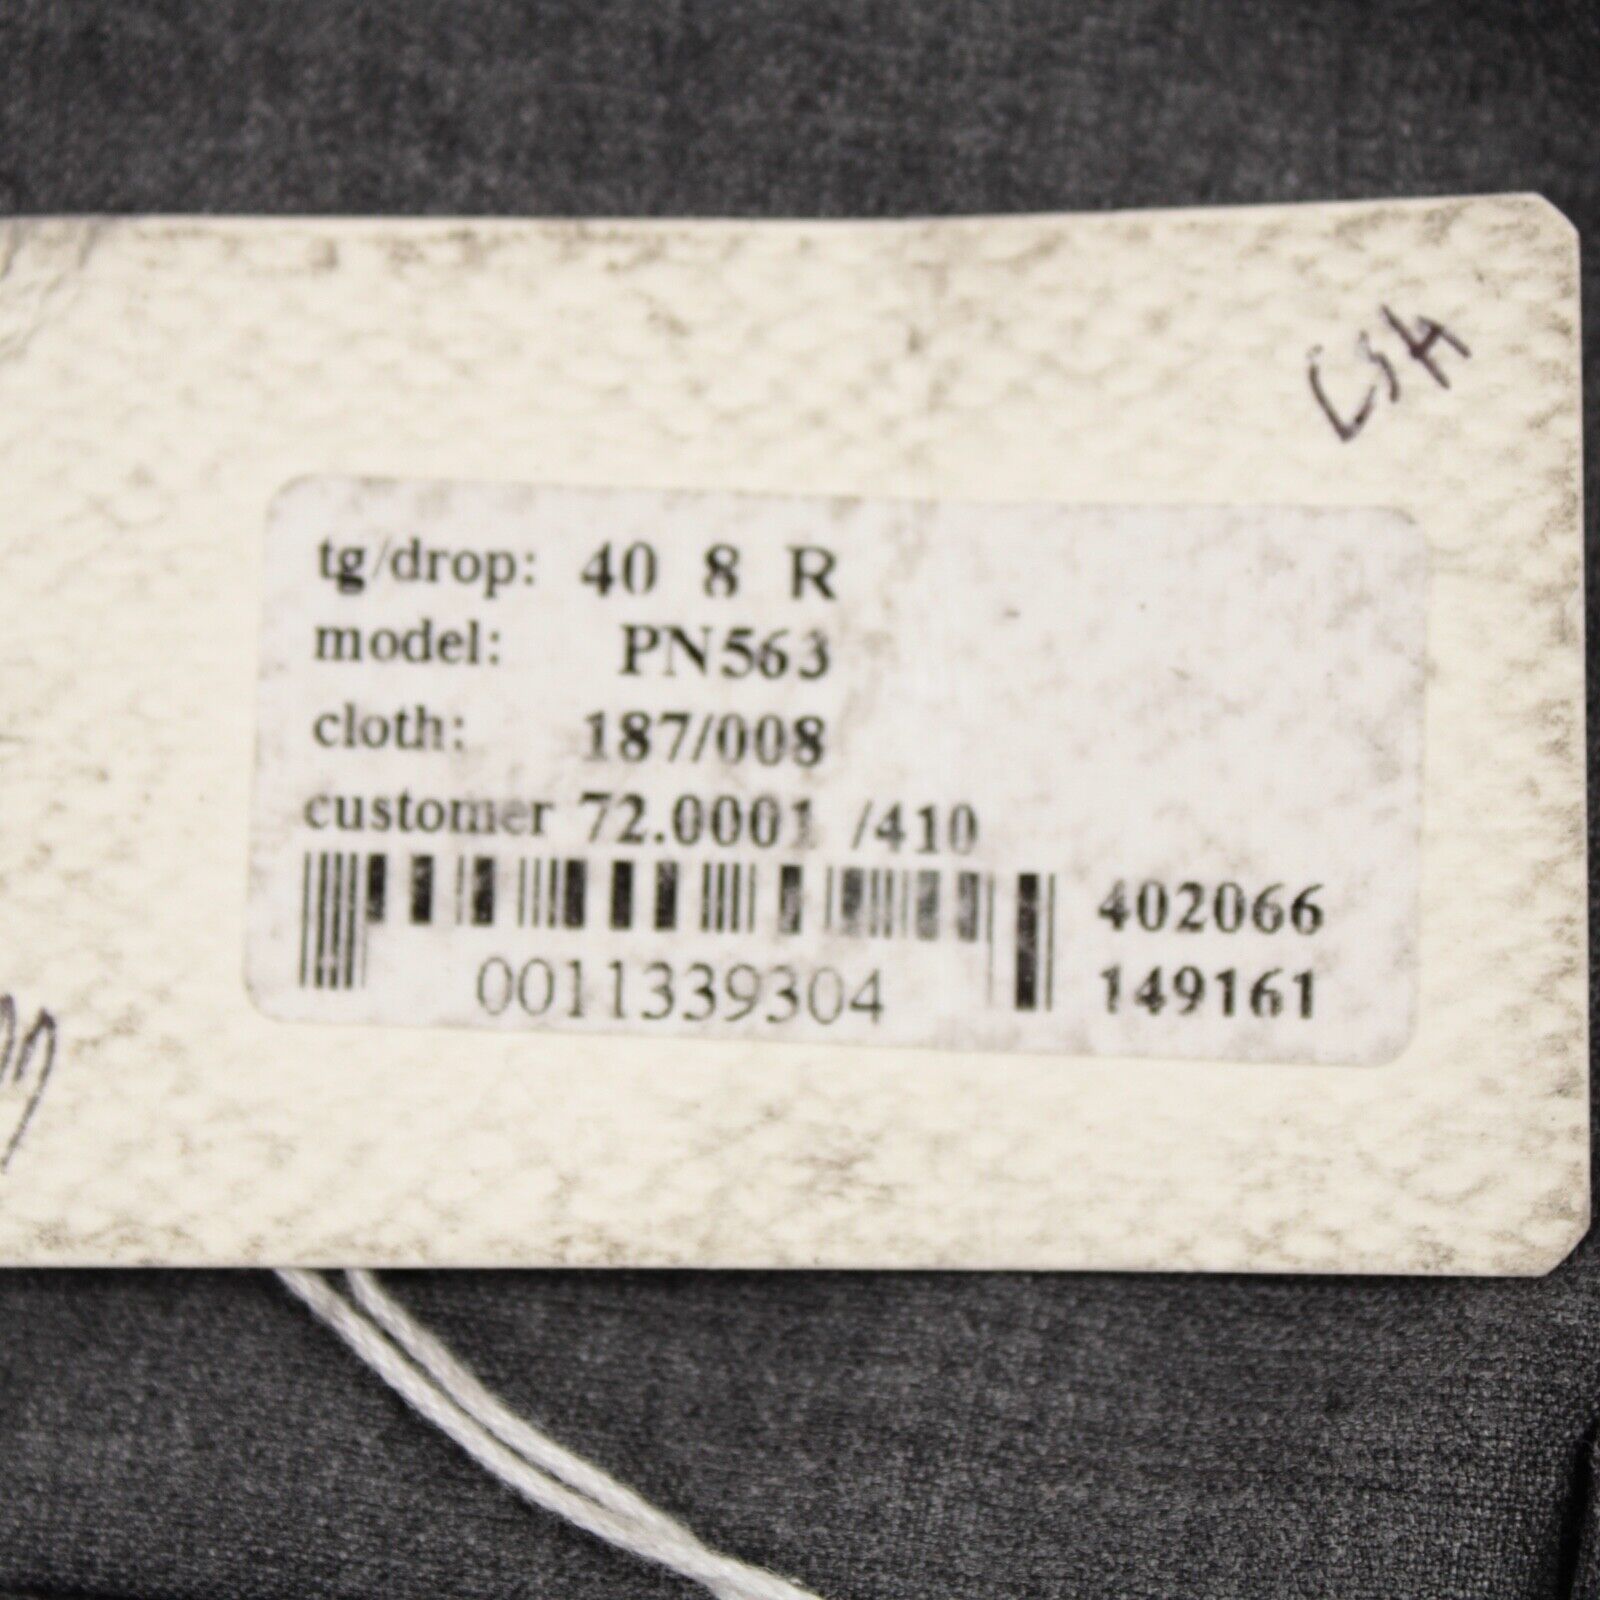 tg/drop: 40 8 R
model: PN563
cloth: 187/008
customer 72.0001 /410
402066
0011339304
149161